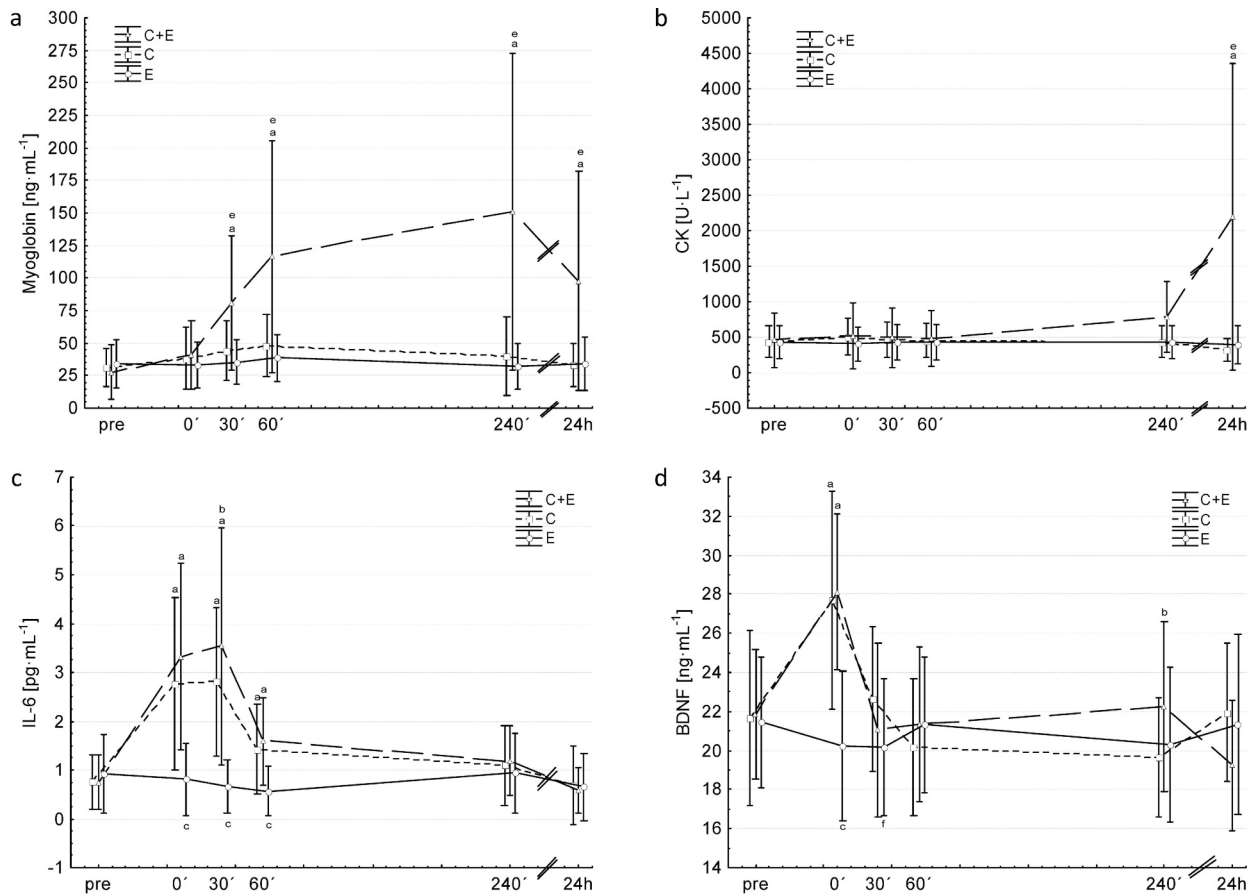 a
C+E
C
E
Myoglobin [ng·mL⁻¹]
300
275
250
225
200
175
150
125
100
75
50
25
0
e
a
e
a
e
a
e
a
pre
0´
30´
60´
240´
24h
b
C+E
C
E
CK [U·L⁻¹]
5000
4500
4000
3500
3000
2500
2000
1500
1000
500
0
-500
e
a
pre
0´
30´
60´
240´
24h
c
C+E
C
E
IL-6 [pg·mL⁻¹]
7
6
5
4
3
2
1
0
-1
a
a
a
b
a
a
a
c
c
c
pre
0´
30´
60´
240´
24h
d
C+E
C
E
BDNF [ng·mL⁻¹]
34
32
30
28
26
24
22
20
18
16
14
a
a
b
c
f
pre
0´
30´
60´
240´
24h